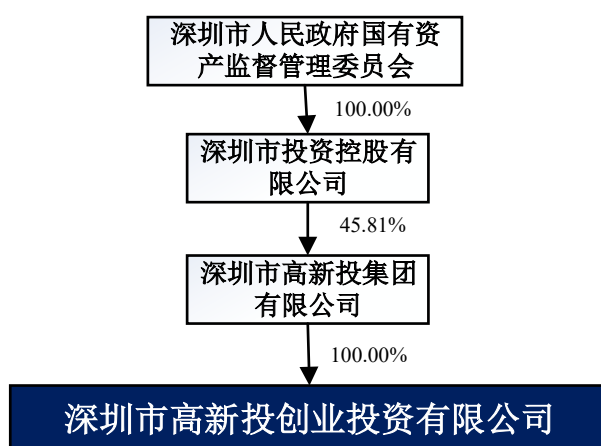 深圳市人民政府国有资
产监督管理委员会
100.00%
深圳市投资控股有
限公司
45.81%
深圳市高新投集团
有限公司
100.00%
深圳市高新投创业投资有限公司